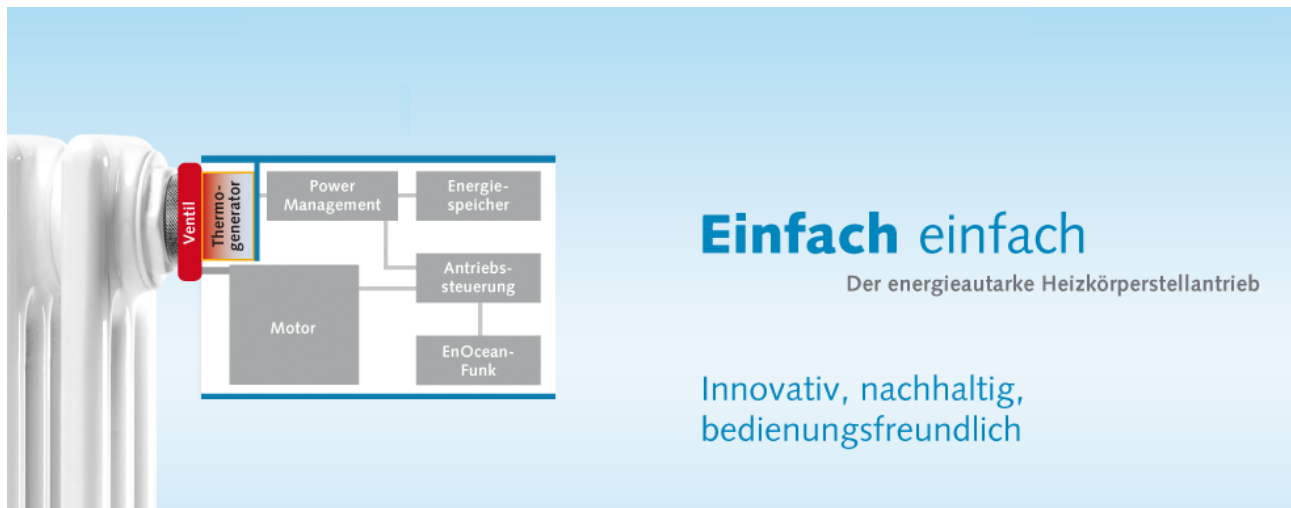 Ventil
Thermo-
generator
Power
Management
Energie-
speicher
Antriebs-
steuerung
Motor
EnOcean-
Funk
Einfach einfach
Der energieautarke Heizkörperstellantrieb
Innovativ, nachhaltig,
bedienungsfreundlich